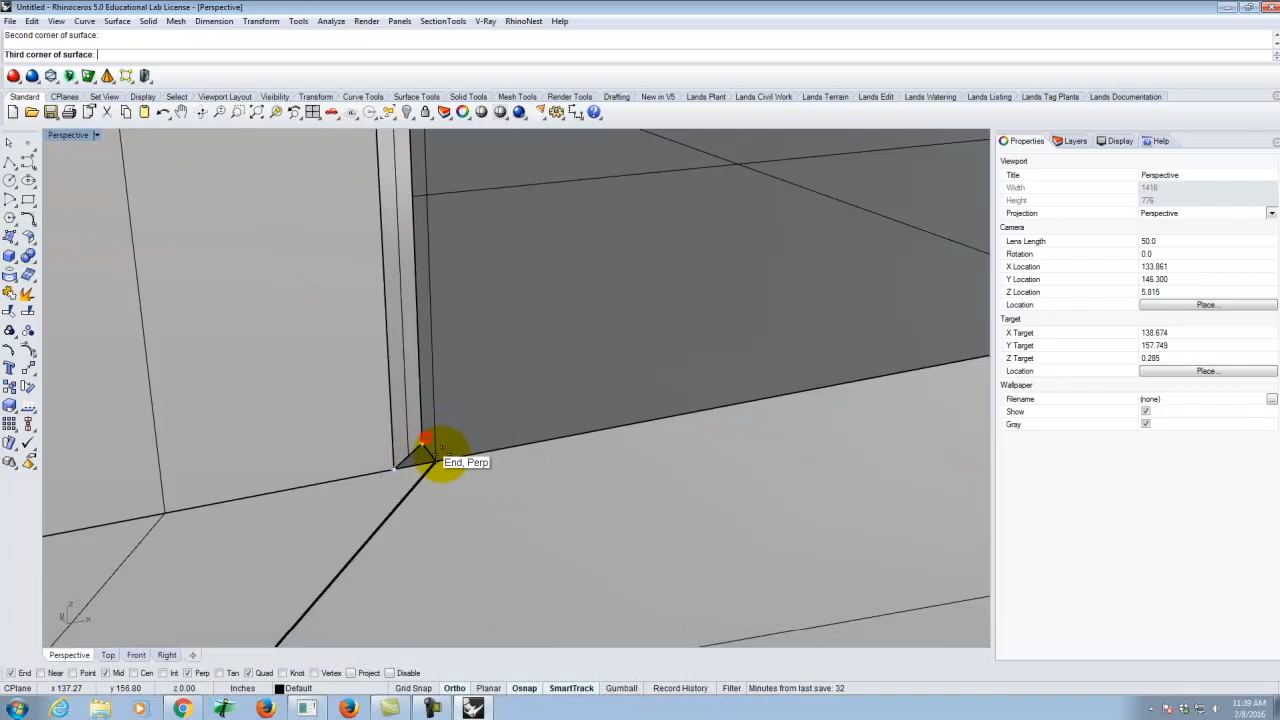 Untitled - Rhinoceros 5.0 Educational Lab License - [Perspective]
File Edit View Curve Surface Solid Mesh Dimension Transform Tools Analyze Render Panels SectionTools V-Ray RhinoNest Help
Second corner of surface:
Third corner of surface:
Standard CPlanes Set View Display Select Viewport Layout Visibility Transform Curve Tools Surface Tools Solid Tools Mesh Tools Render Tools Drafting New in V5 Lands Plant Lands Civil Work Lands Terrain Lands Edit Lands Watering Lands Listing Lands Tag Plants Lands Documentation
Perspective
Properties Layers Display Help
Viewport
Title Perspective
Width 1416
Height 776
Projection Perspective
Camera
Lens Length 50.0
Rotation 0.0
X Location 133.861
Y Location 146.300
Z Location 5.815
Location Place...
Target
X Target 138.674
Y Target 157.749
Z Target 0.285
Location Place...
Wallpaper
Filename (none) ...
Show
Gray
End, Perp
z
x
Perspective Top Front Right
End Near Point Mid Cen Int Perp Tan Quad Knot Vertex Project Disable
CPlane x 137.27 y 156.80 z 0.00 Inches Default Grid Snap Ortho Planar Osnap SmartTrack Gumball Record History Filter Minutes from last save: 32
11:39 AM
2/8/2016